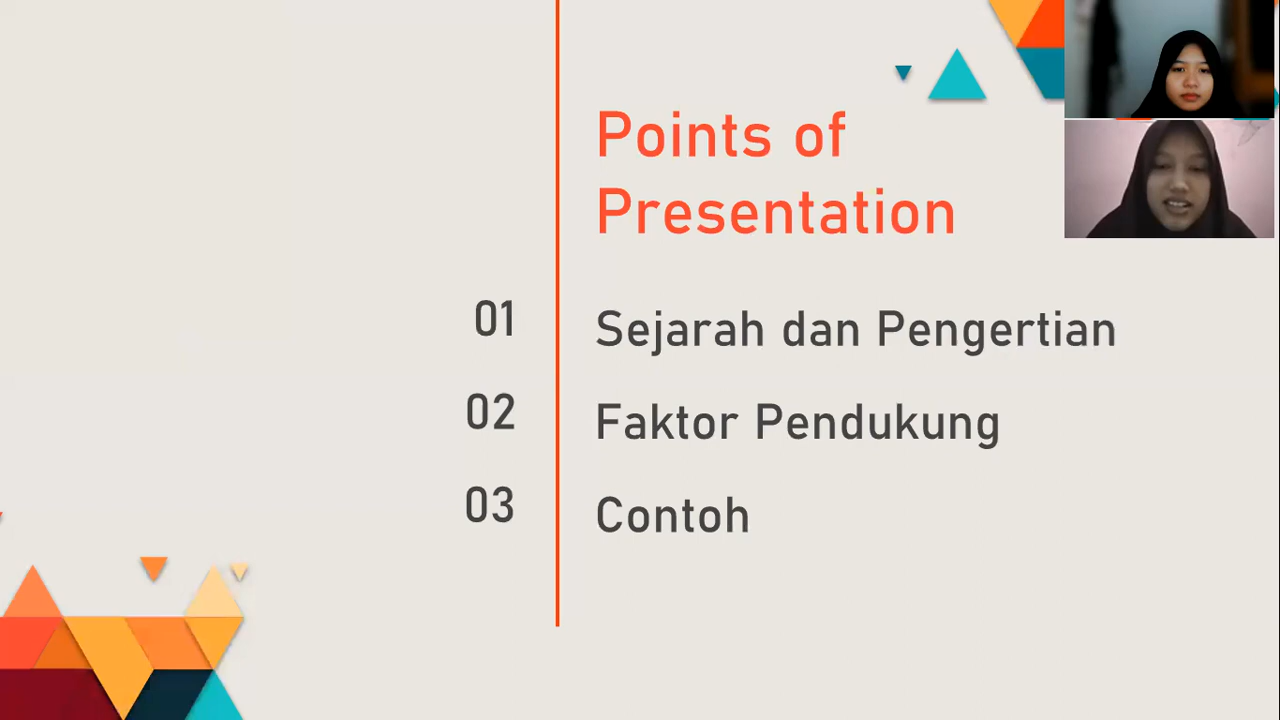 Points of
Presentation
01 Sejarah dan Pengertian
02 Faktor Pendukung
03 Contoh